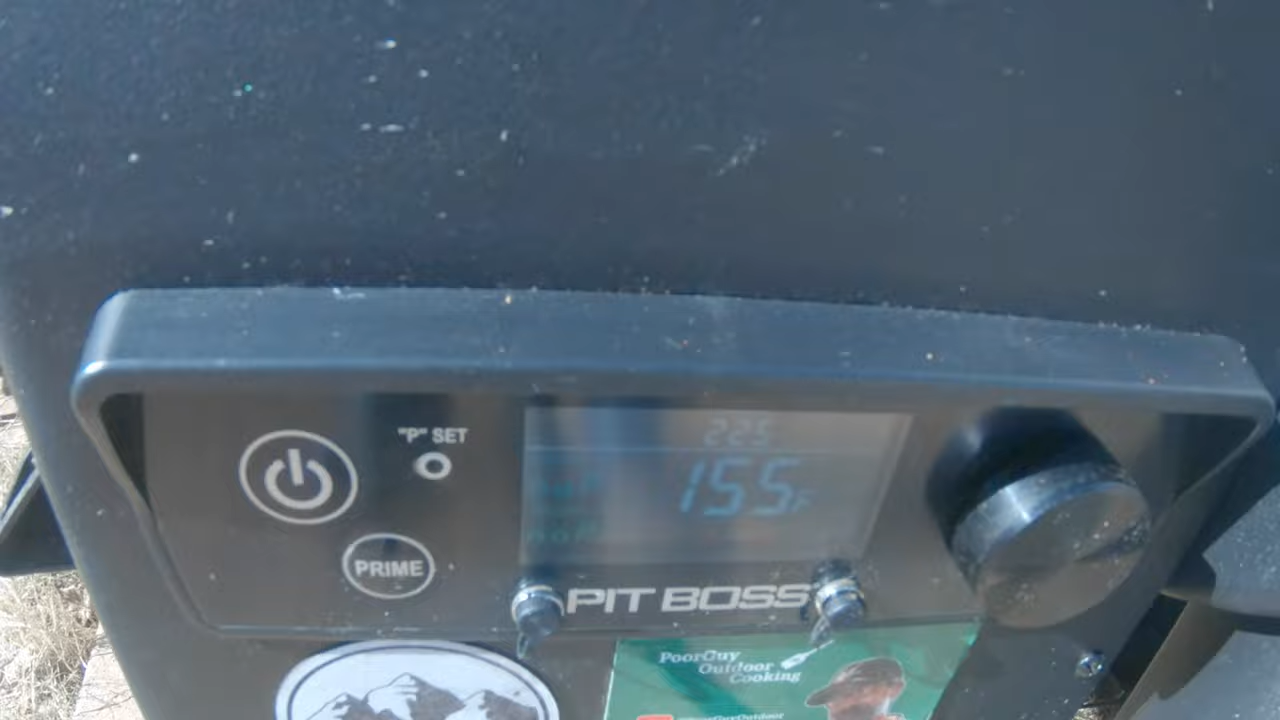 "P" SET
PRIME
225
155F
PIT BOSS
PoorGuy
Outdoor
Cooking